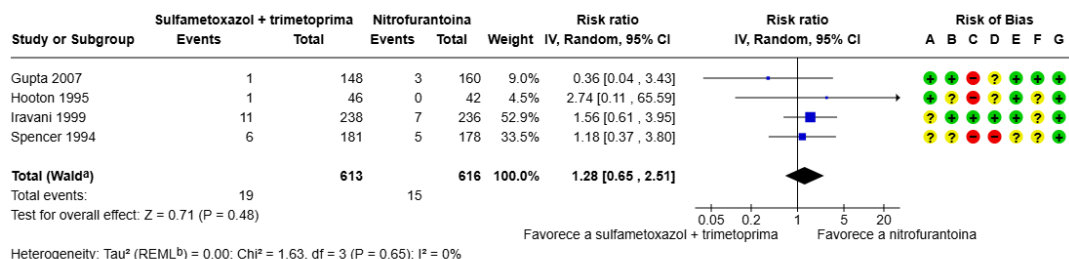 Sulfametoxazol + trimetoprima Nitrofurantoina Risk ratio Risk ratio Risk of Bias
Study or Subgroup Events Total Events Total Weight IV, Random, 95% CI IV, Random, 95% CI A B C D E F G
Gupta 2007 1 148 3 160 9.0% 0.36 [0.04 , 3.43] + + − ? + + +
Hooton 1995 1 46 0 42 4.5% 2.74 [0.11 , 65.59] + ? − ? + ? +
Iravani 1999 11 238 7 236 52.9% 1.56 [0.61 , 3.95] ? + + + + ? +
Spencer 1994 6 181 5 178 33.5% 1.18 [0.37 , 3.80] ? ? − − ? ? +
Total (Waldᵃ) 613 616 100.0% 1.28 [0.65 , 2.51]
Total events: 19 15
Test for overall effect: Z = 0.71 (P = 0.48)
0.05 0.2 1 5 20
Favorece a sulfametoxazol + trimetoprima Favorece a nitrofurantoina
Heterogeneity: Tau² (REMLᵇ) = 0.00; Chi² = 1.63, df = 3 (P = 0.65); I² = 0%